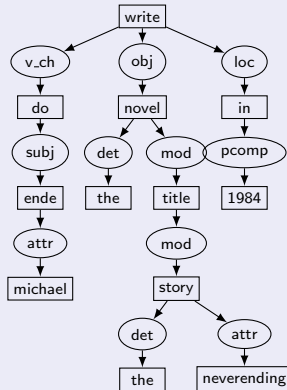 write
v_ch obj loc
do novel in
subj det mod pcomp
ende the title 1984
attr mod
michael story
det attr
the neverending